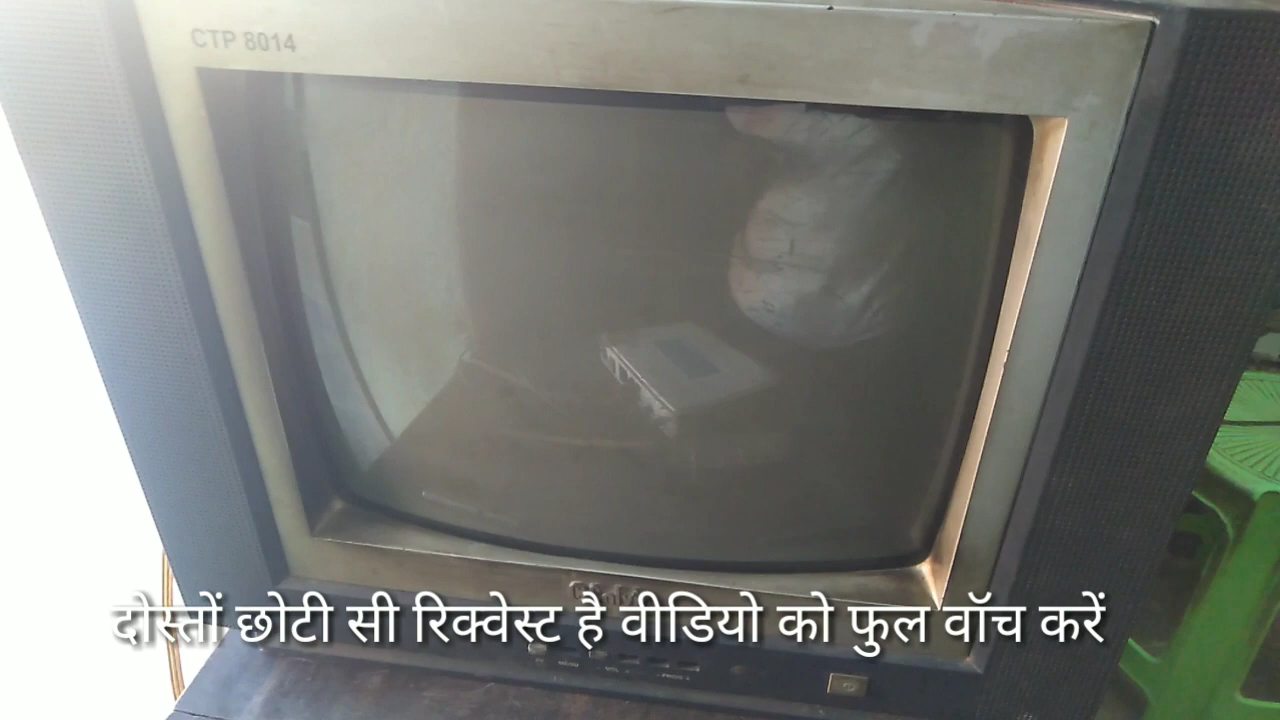 CTP 8014
दोस्तों छोटी सी रिक्वेस्ट है वीडियो को फुल वॉच करें